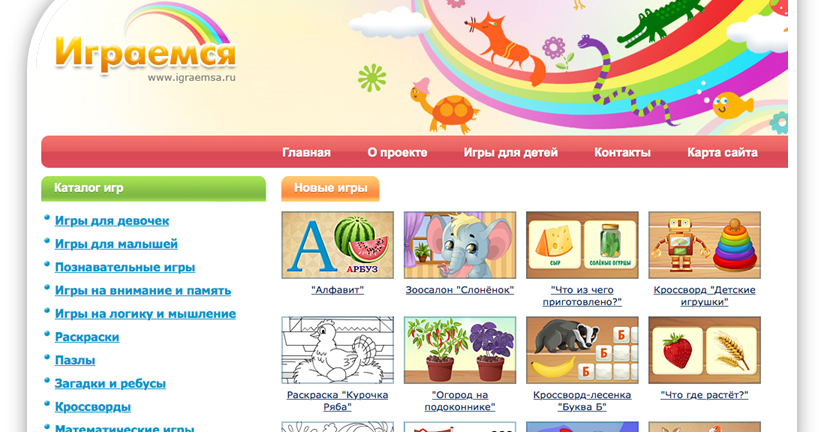 Играемся
www.igraemsa.ru
Главная
О проекте
Игры для детей
Контакты
Карта сайта
Каталог игр
Игры для девочек
Игры для малышей
Познавательные игры
Игры на внимание и память
Игры на логику и мышление
Раскраски
Пазлы
Загадки и ребусы
Кроссворды
Математические игры
Новые игры
А
АРБУЗ
СЫР
СОЛЁНЫЕ ОГУРЦЫ
"Алфавит"
Зоосалон "Слонёнок"
"Что из чего
приготовлено?"
Кроссворд "Детские
игрушки"
Б
Б
Раскраска "Курочка
Ряба"
"Огород на
подоконнике"
Кроссворд-лесенка
"Буква Б"
"Что где растёт?"